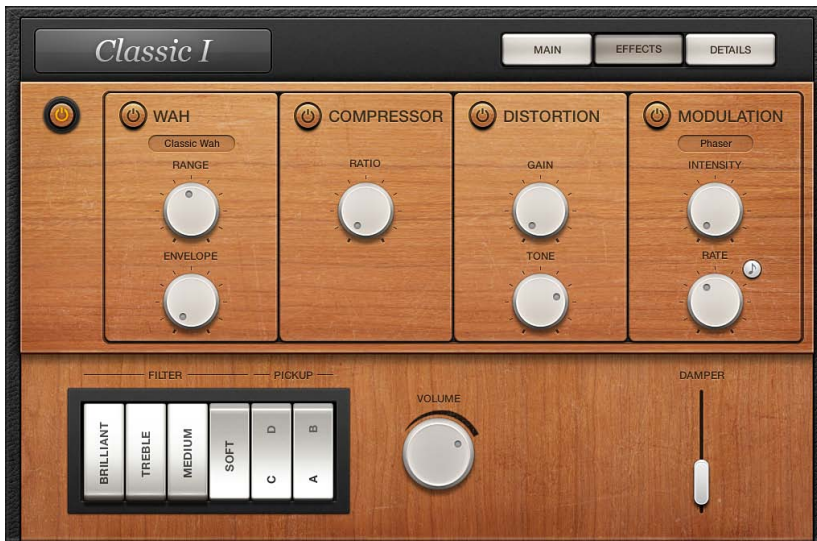 Classic I
MAIN
EFFECTS
DETAILS
WAH
COMPRESSOR
DISTORTION
MODULATION
Classic Wah
Phaser
RANGE
RATIO
GAIN
INTENSITY
ENVELOPE
TONE
RATE
FILTER
PICKUP
VOLUME
DAMPER
BRILLIANT
TREBLE
MEDIUM
SOFT
D
C
B
A